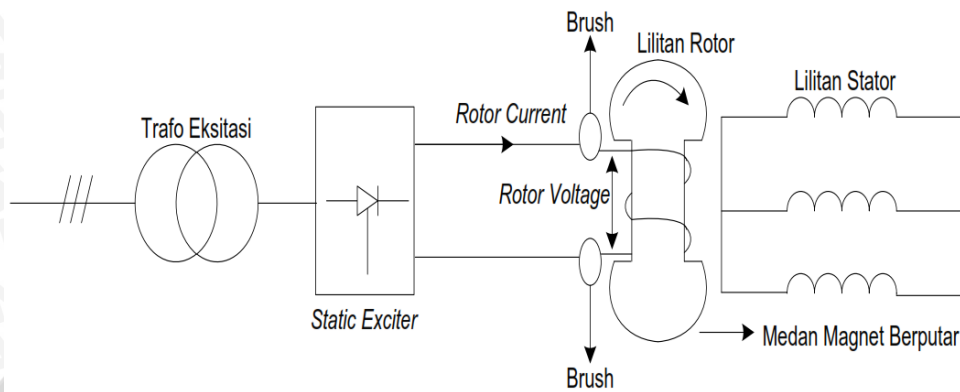 Brush
Lilitan Rotor
Lilitan Stator
Trafo Eksitasi
Rotor Current
Rotor Voltage
Static Exciter
Medan Magnet Berputar
Brush